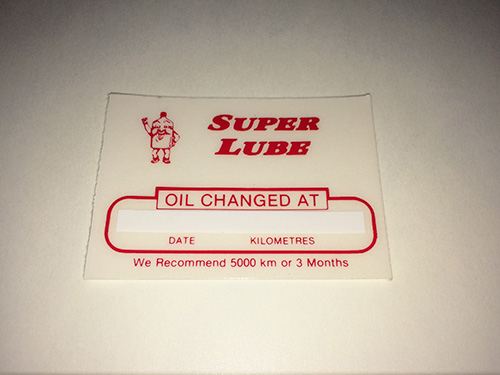 SUPER
LUBE
OIL CHANGED AT
DATE KILOMETRES
We Recommend 5000 km or 3 Months